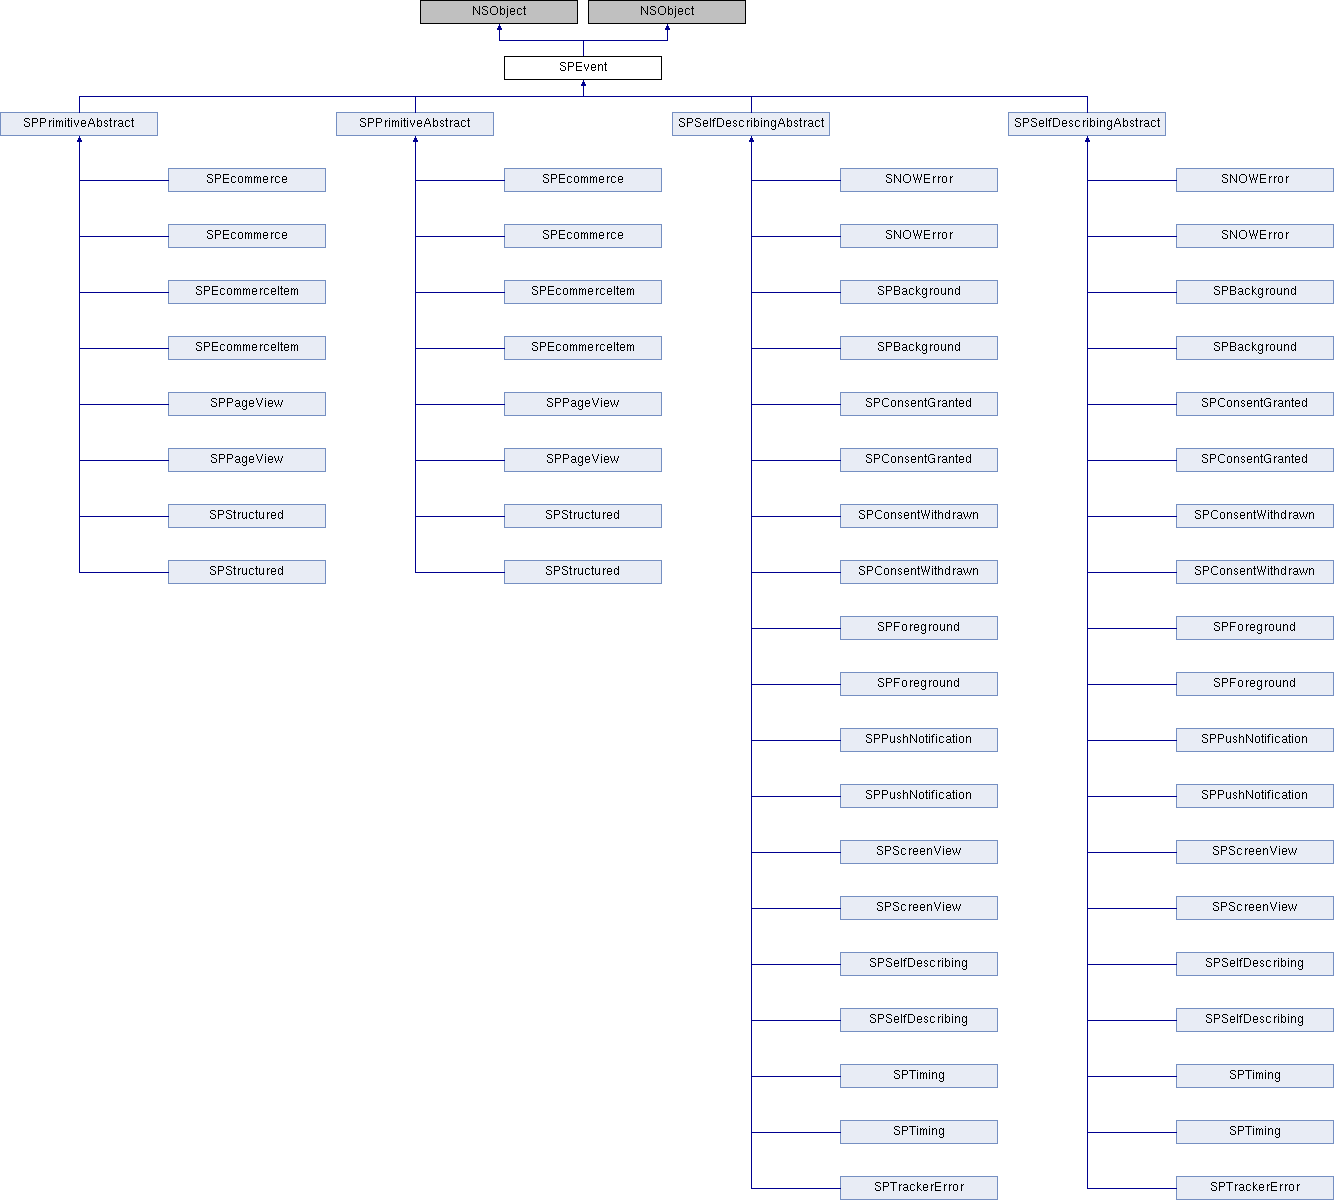 NSObject NSObject
SPEvent
SPPrimitiveAbstract SPPrimitiveAbstract SPSelfDescribingAbstract SPSelfDescribingAbstract
SPEcommerce SPEcommerce SNOWError SNOWError
SPEcommerce SPEcommerce SNOWError SNOWError
SPEcommerceItem SPEcommerceItem SPBackground SPBackground
SPEcommerceItem SPEcommerceItem SPBackground SPBackground
SPPageView SPPageView SPConsentGranted SPConsentGranted
SPPageView SPPageView SPConsentGranted SPConsentGranted
SPStructured SPStructured SPConsentWithdrawn SPConsentWithdrawn
SPStructured SPStructured SPConsentWithdrawn SPConsentWithdrawn
SPForeground SPForeground
SPForeground SPForeground
SPPushNotification SPPushNotification
SPPushNotification SPPushNotification
SPScreenView SPScreenView
SPScreenView SPScreenView
SPSelfDescribing SPSelfDescribing
SPSelfDescribing SPSelfDescribing
SPTiming SPTiming
SPTiming SPTiming
SPTrackerError SPTrackerError